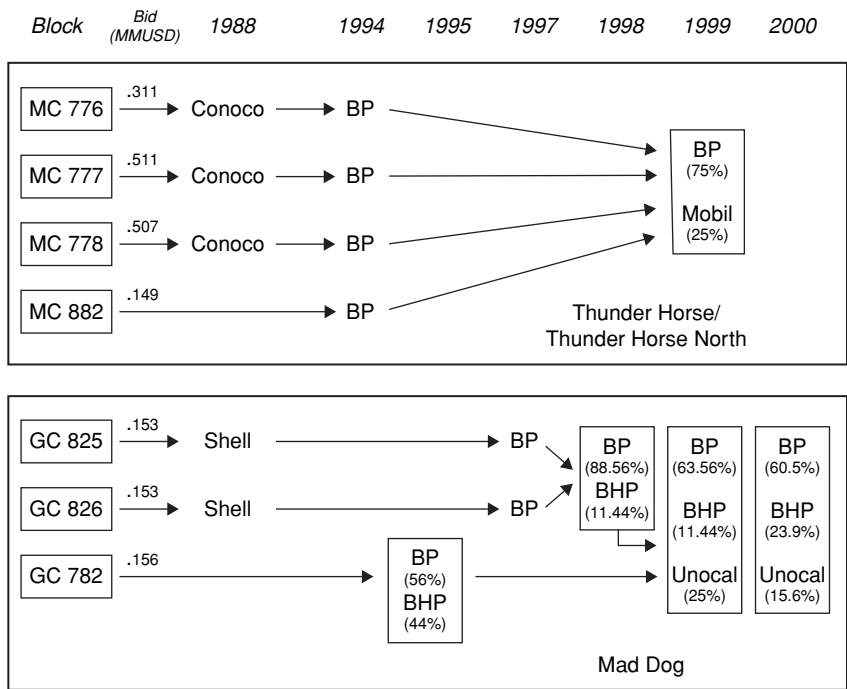 Block Bid (MMUSD) 1988 1994 1995 1997 1998 1999 2000
MC 776 .311 Conoco BP
MC 777 .511 Conoco BP
MC 778 .507 Conoco BP
MC 882 .149 BP
BP
(75%)
Mobil
(25%)
Thunder Horse/
Thunder Horse North
GC 825 .153 Shell BP
GC 826 .153 Shell BP
GC 782 .156
BP
(56%)
BHP
(44%)
BP
(88.56%)
BHP
(11.44%)
BP
(63.56%)
BHP
(11.44%)
Unocal
(25%)
BP
(60.5%)
BHP
(23.9%)
Unocal
(15.6%)
Mad Dog